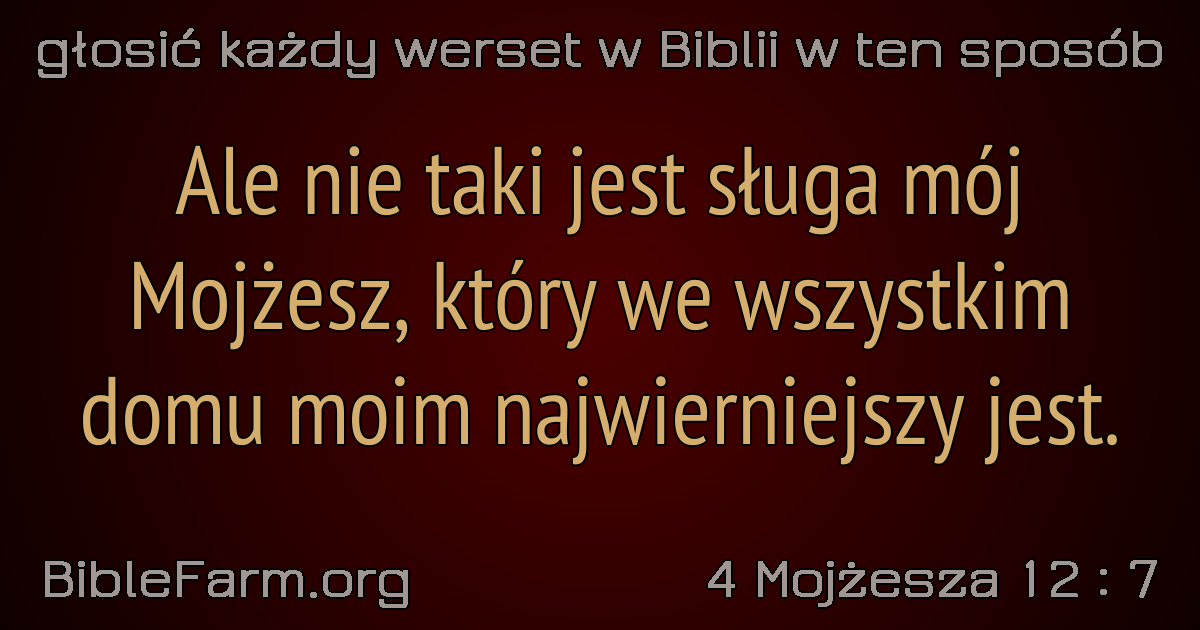 głosić każdy werset w Biblii w ten sposób
Ale nie taki jest sługa mój
Mojżesz, który we wszystkim
domu moim najwierniejszy jest.
BibleFarm.org
4 Mojżesza 12 : 7